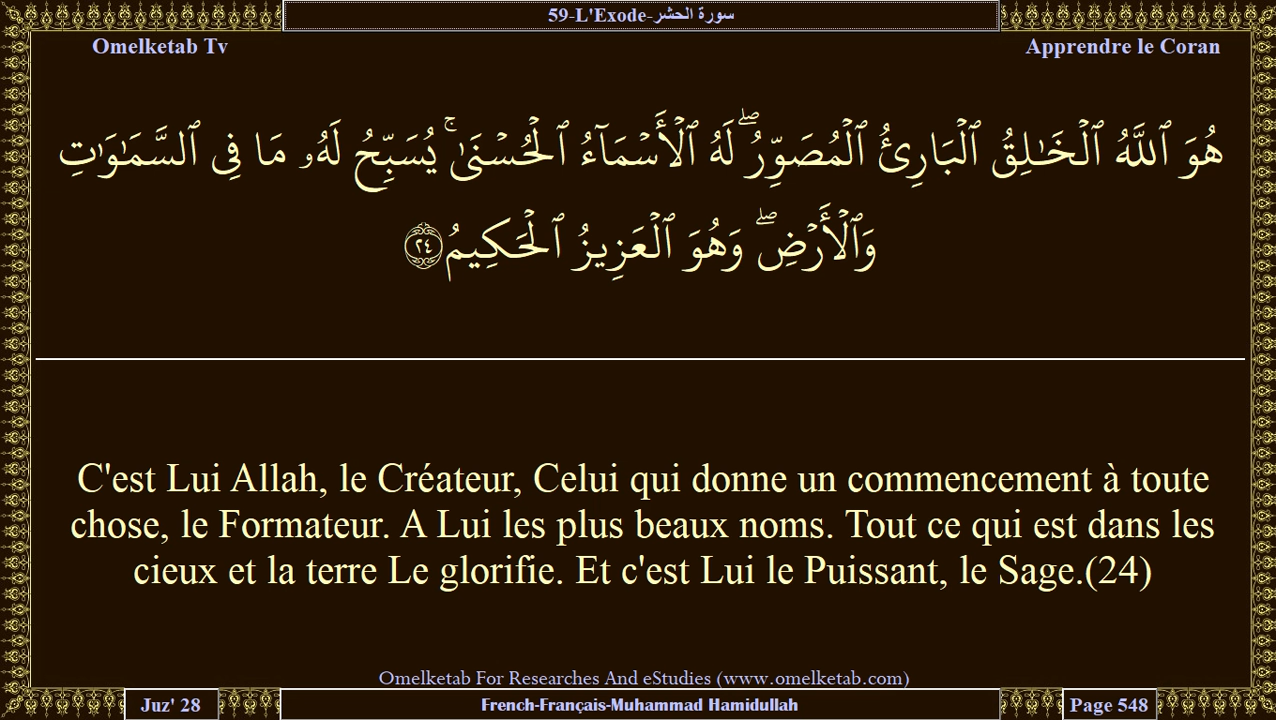 59-L'Exode-سورة الحشر
Omelketab Tv
Apprendre le Coran
هُوَ ٱللَّهُ ٱلْخَـٰلِقُ ٱلْبَارِئُ ٱلْمُصَوِّرُ ۖ لَهُ ٱلْأَسْمَآءُ ٱلْحُسْنَىٰ ۚ يُسَبِّحُ لَهُۥ مَا فِى ٱلسَّمَـٰوَٰتِ
وَٱلْأَرْضِ ۖ وَهُوَ ٱلْعَزِيزُ ٱلْحَكِيمُ ﴿٢٤﴾
C'est Lui Allah, le Créateur, Celui qui donne un commencement à toute
chose, le Formateur. A Lui les plus beaux noms. Tout ce qui est dans les
cieux et la terre Le glorifie. Et c'est Lui le Puissant, le Sage.(24)
Omelketab For Researches And eStudies (www.omelketab.com)
Juz' 28
French-Français-Muhammad Hamidullah
Page 548